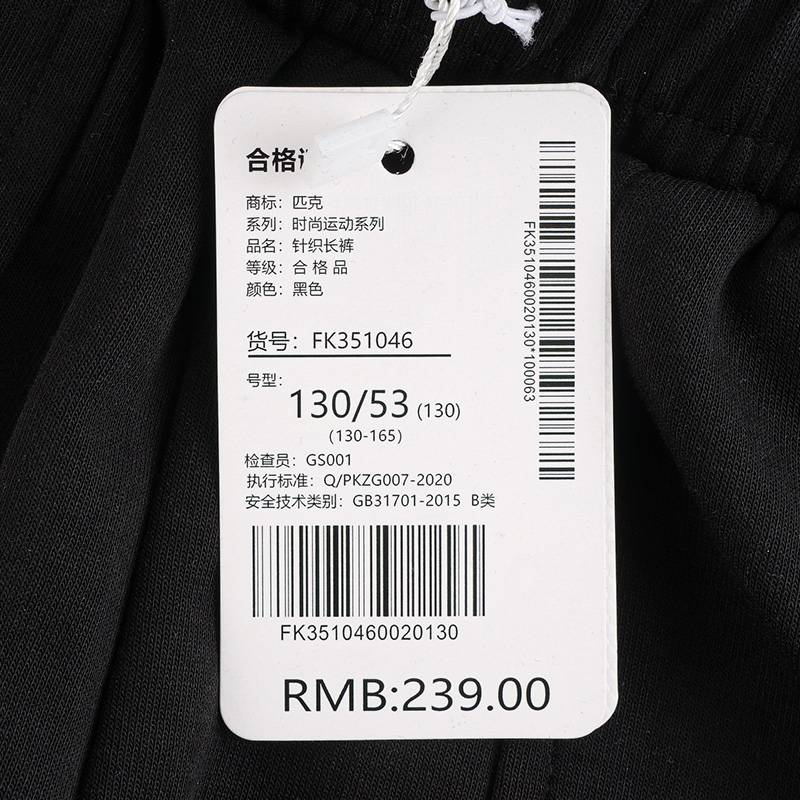 合格
商标：匹克
系列：时尚运动系列
品名：针织长裤
等级：合 格 品
颜色：黑色
货号：FK351046
号型：
130/53 (130)
(130-165)
检查员：GS001
执行标准：Q/PKZG007-2020
安全技术类别：GB31701-2015 B类
FK3510460020130
RMB:239.00
FK3510460020130*100063